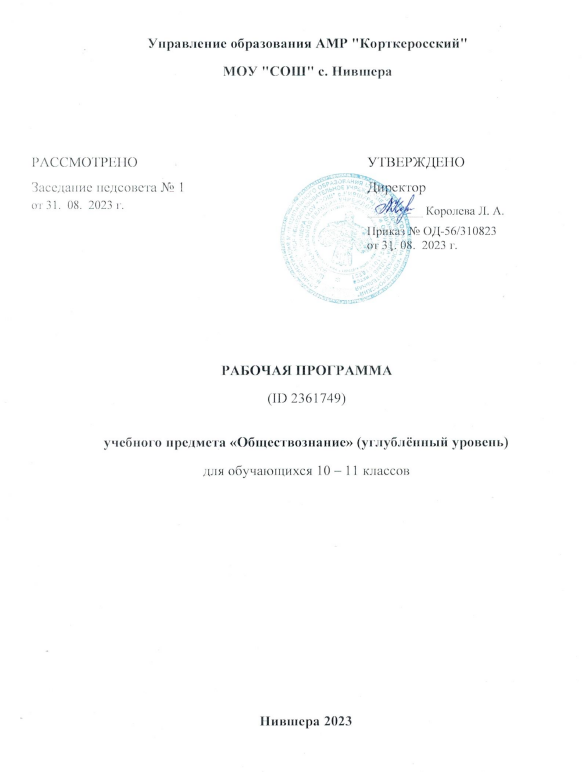 Управление образования АМР "Корткеросский"
МОУ "СОШ" с. Нившера
РАССМОТРЕНО
Заседание педсовета № 1
от 31. 08. 2023 г.
УТВЕРЖДЕНО
Директор
Королева Л. А.
Приказ № ОД-56/310823
от 31. 08. 2023 г.
РАБОЧАЯ ПРОГРАММА
(ID 2361749)
учебного предмета «Обществознание» (углублённый уровень)
для обучающихся 10 – 11 классов
Нившера 2023